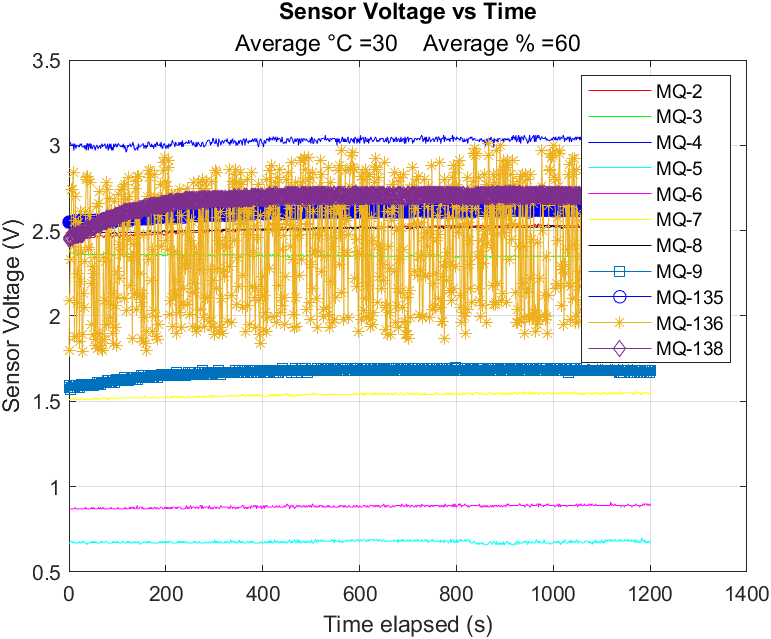 Sensor Voltage vs Time
Average °C =30 Average % =60
3.5
3
2.5
2
1.5
1
0.5
Sensor Voltage (V)
0
200
400
600
800
1000
1200
1400
Time elapsed (s)
MQ-2
MQ-3
MQ-4
MQ-5
MQ-6
MQ-7
MQ-8
MQ-9
MQ-135
MQ-136
MQ-138